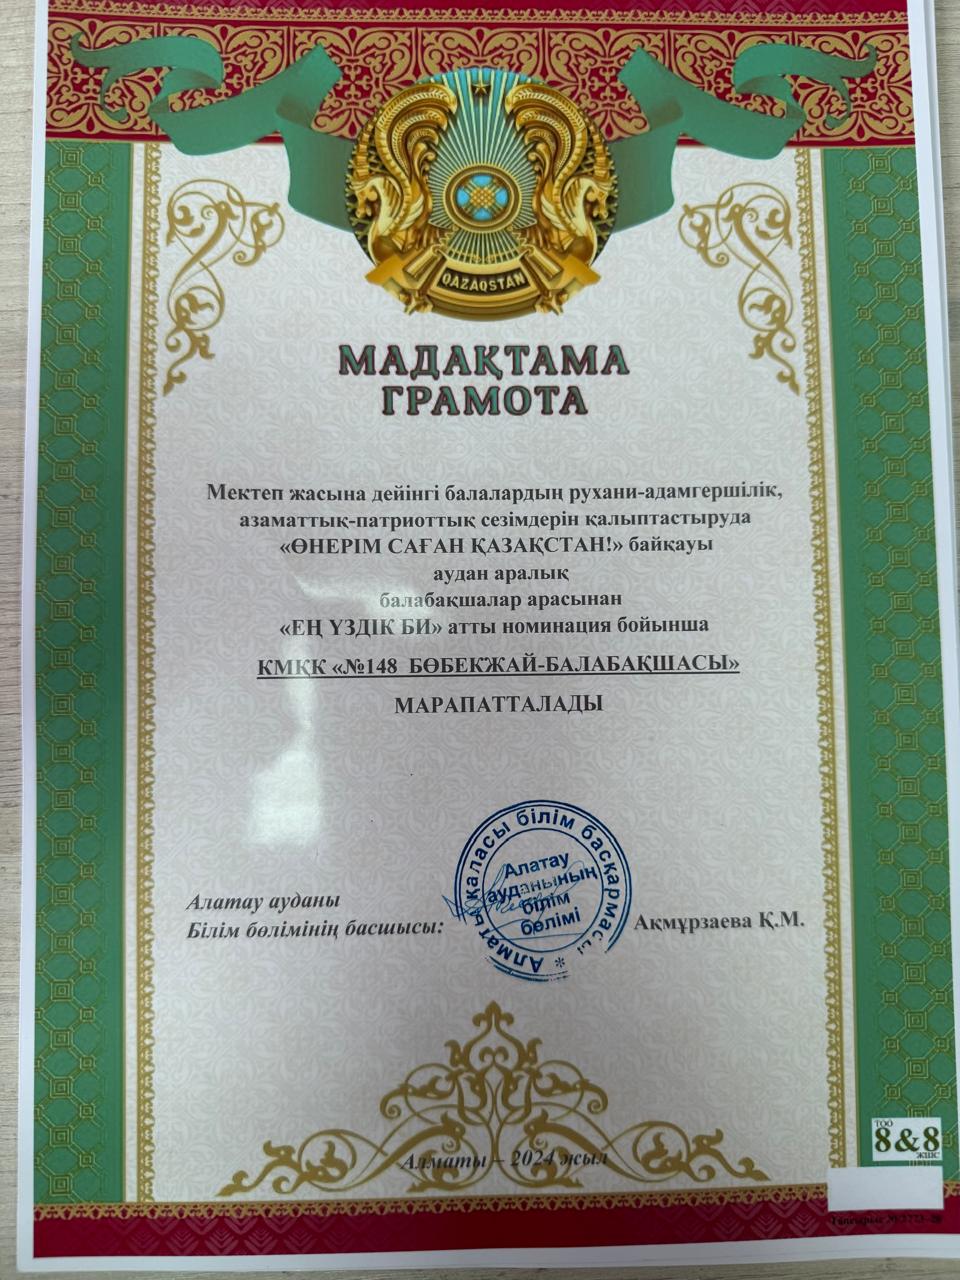 QAZAQSTAN
МАДАҚТАМА
ГРАМОТА
Мектеп жасына дейінгі балалардың рухани-адамгершілік,
азаматтық-патриоттық сезімдерін қалыптастыруда
«ӨНЕРІМ САҒАН ҚАЗАҚСТАН!» байқауы
аудан аралық
балабақшалар арасынан
«ЕҢ ҮЗДІК БИ» атты номинация бойынша
КМҚК «№148 БӨБЕКЖАЙ-БАЛАБАҚШАСЫ»
МАРАПАТТАЛАДЫ
Алатау ауданы
Білім бөлімінің басшысы:
Алматы қаласы білім басқармасы *
Алатау
ауданының
білім
бөлімі
Ақмұрзаева Қ.М.
Алматы – 2024 жыл
ТОО
8&8
ЖШС
Тапсырыс